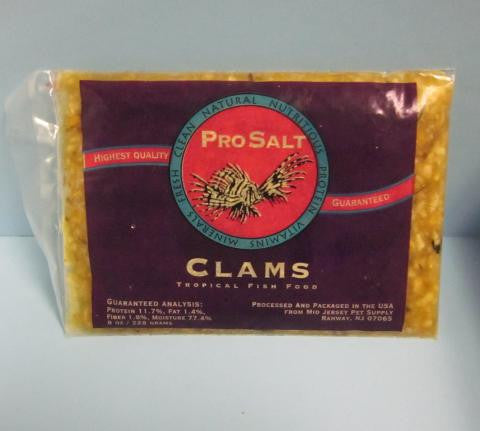 FRESH CLEAN NATURAL NUTRITIOUS PROTEIN VITAMINS MINERALS
PROSALT
HIGHEST QUALITY
GUARANTEED
CLAMS
TROPICAL FISH FOOD
GUARANTEED ANALYSIS:
PROTEIN 11.7%, FAT 1.4%,
FIBER 1.8%, MOISTURE 77.4%
8 OZ / 228 GRAMS
PROCESSED AND PACKAGED IN THE USA
FROM MID JERSEY PET SUPPLY
RAHWAY, NJ 07065